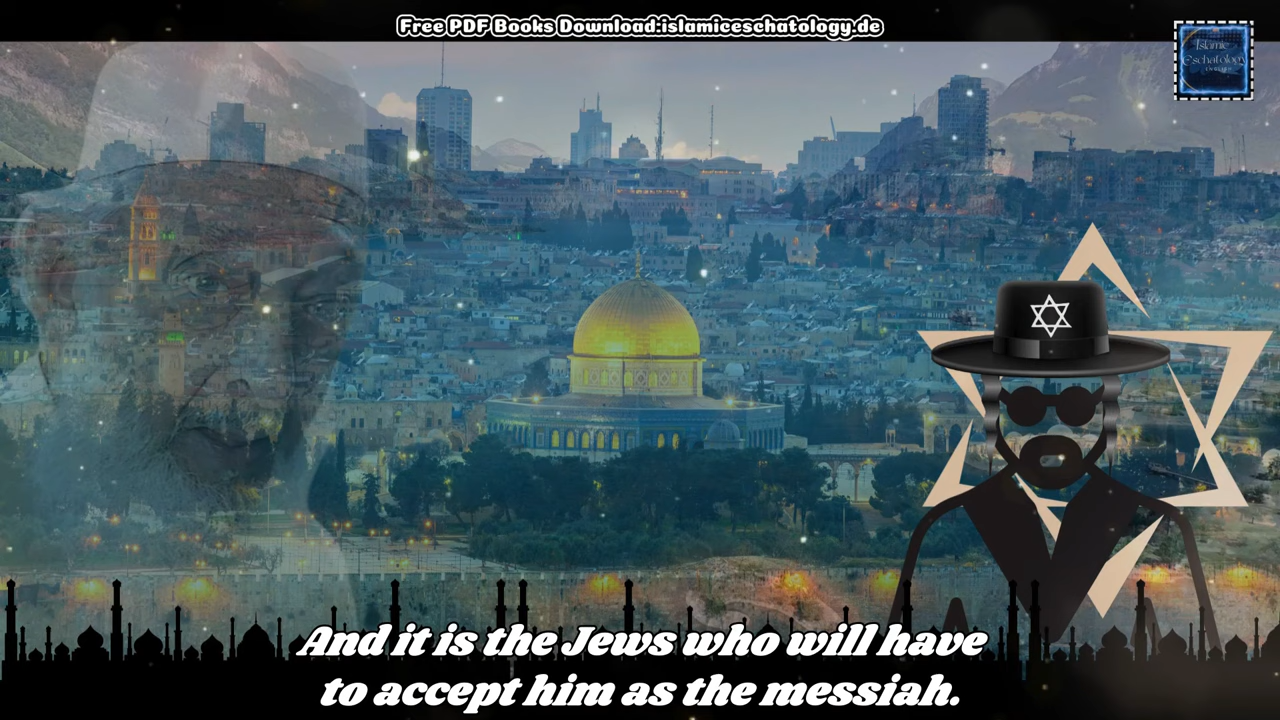 Free PDF Books Download:islamiceschatology.de
Islamic
Eschatology
And it is the Jews who will have
to accept him as the messiah.